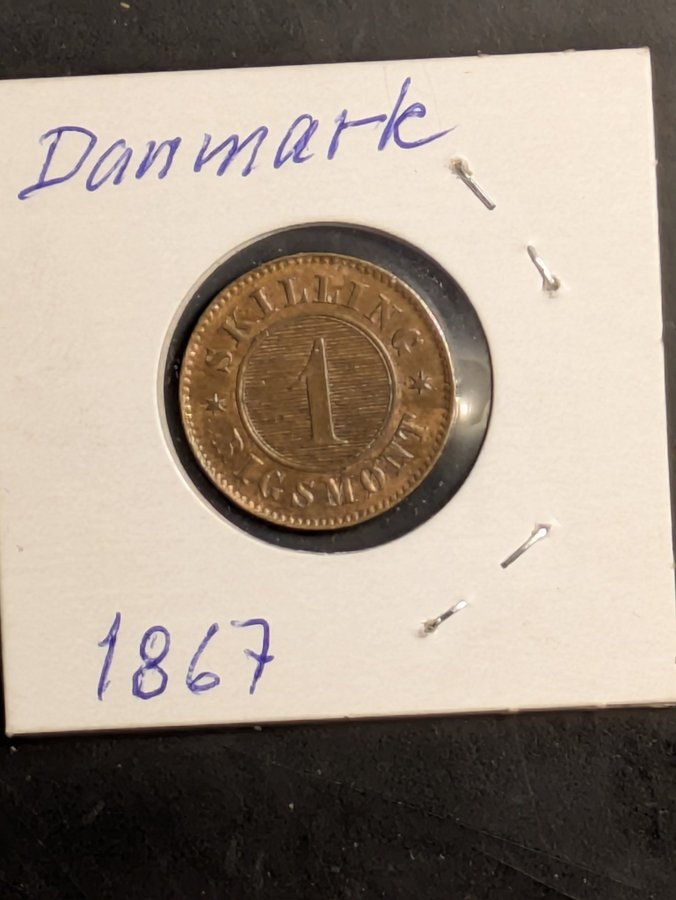 Danmark
SKILLING
1
RIGSMØNT
1867